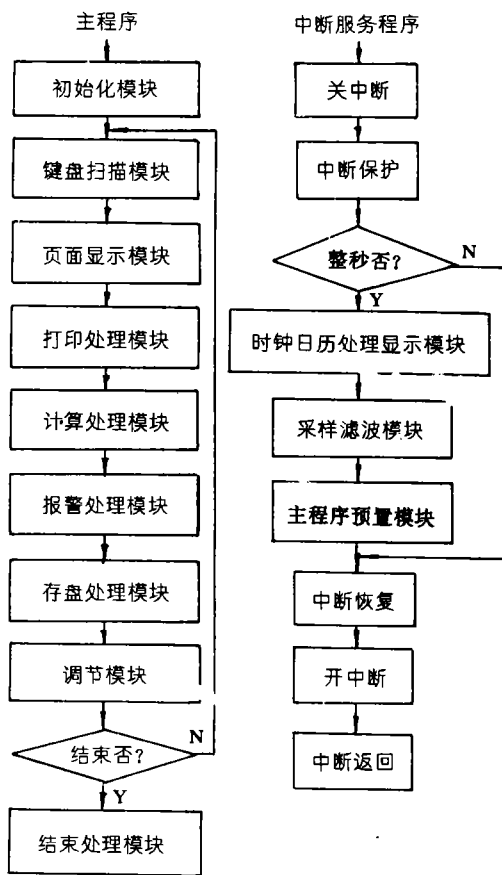 主程序
初始化模块
键盘扫描模块
页面显示模块
打印处理模块
计算处理模块
报警处理模块
存盘处理模块
调节模块
结束否?
N
Y
结束处理模块
中断服务程序
关中断
中断保护
整秒否?
N
Y
时钟日历处理显示模块
采样滤波模块
主程序预置模块
中断恢复
开中断
中断返回